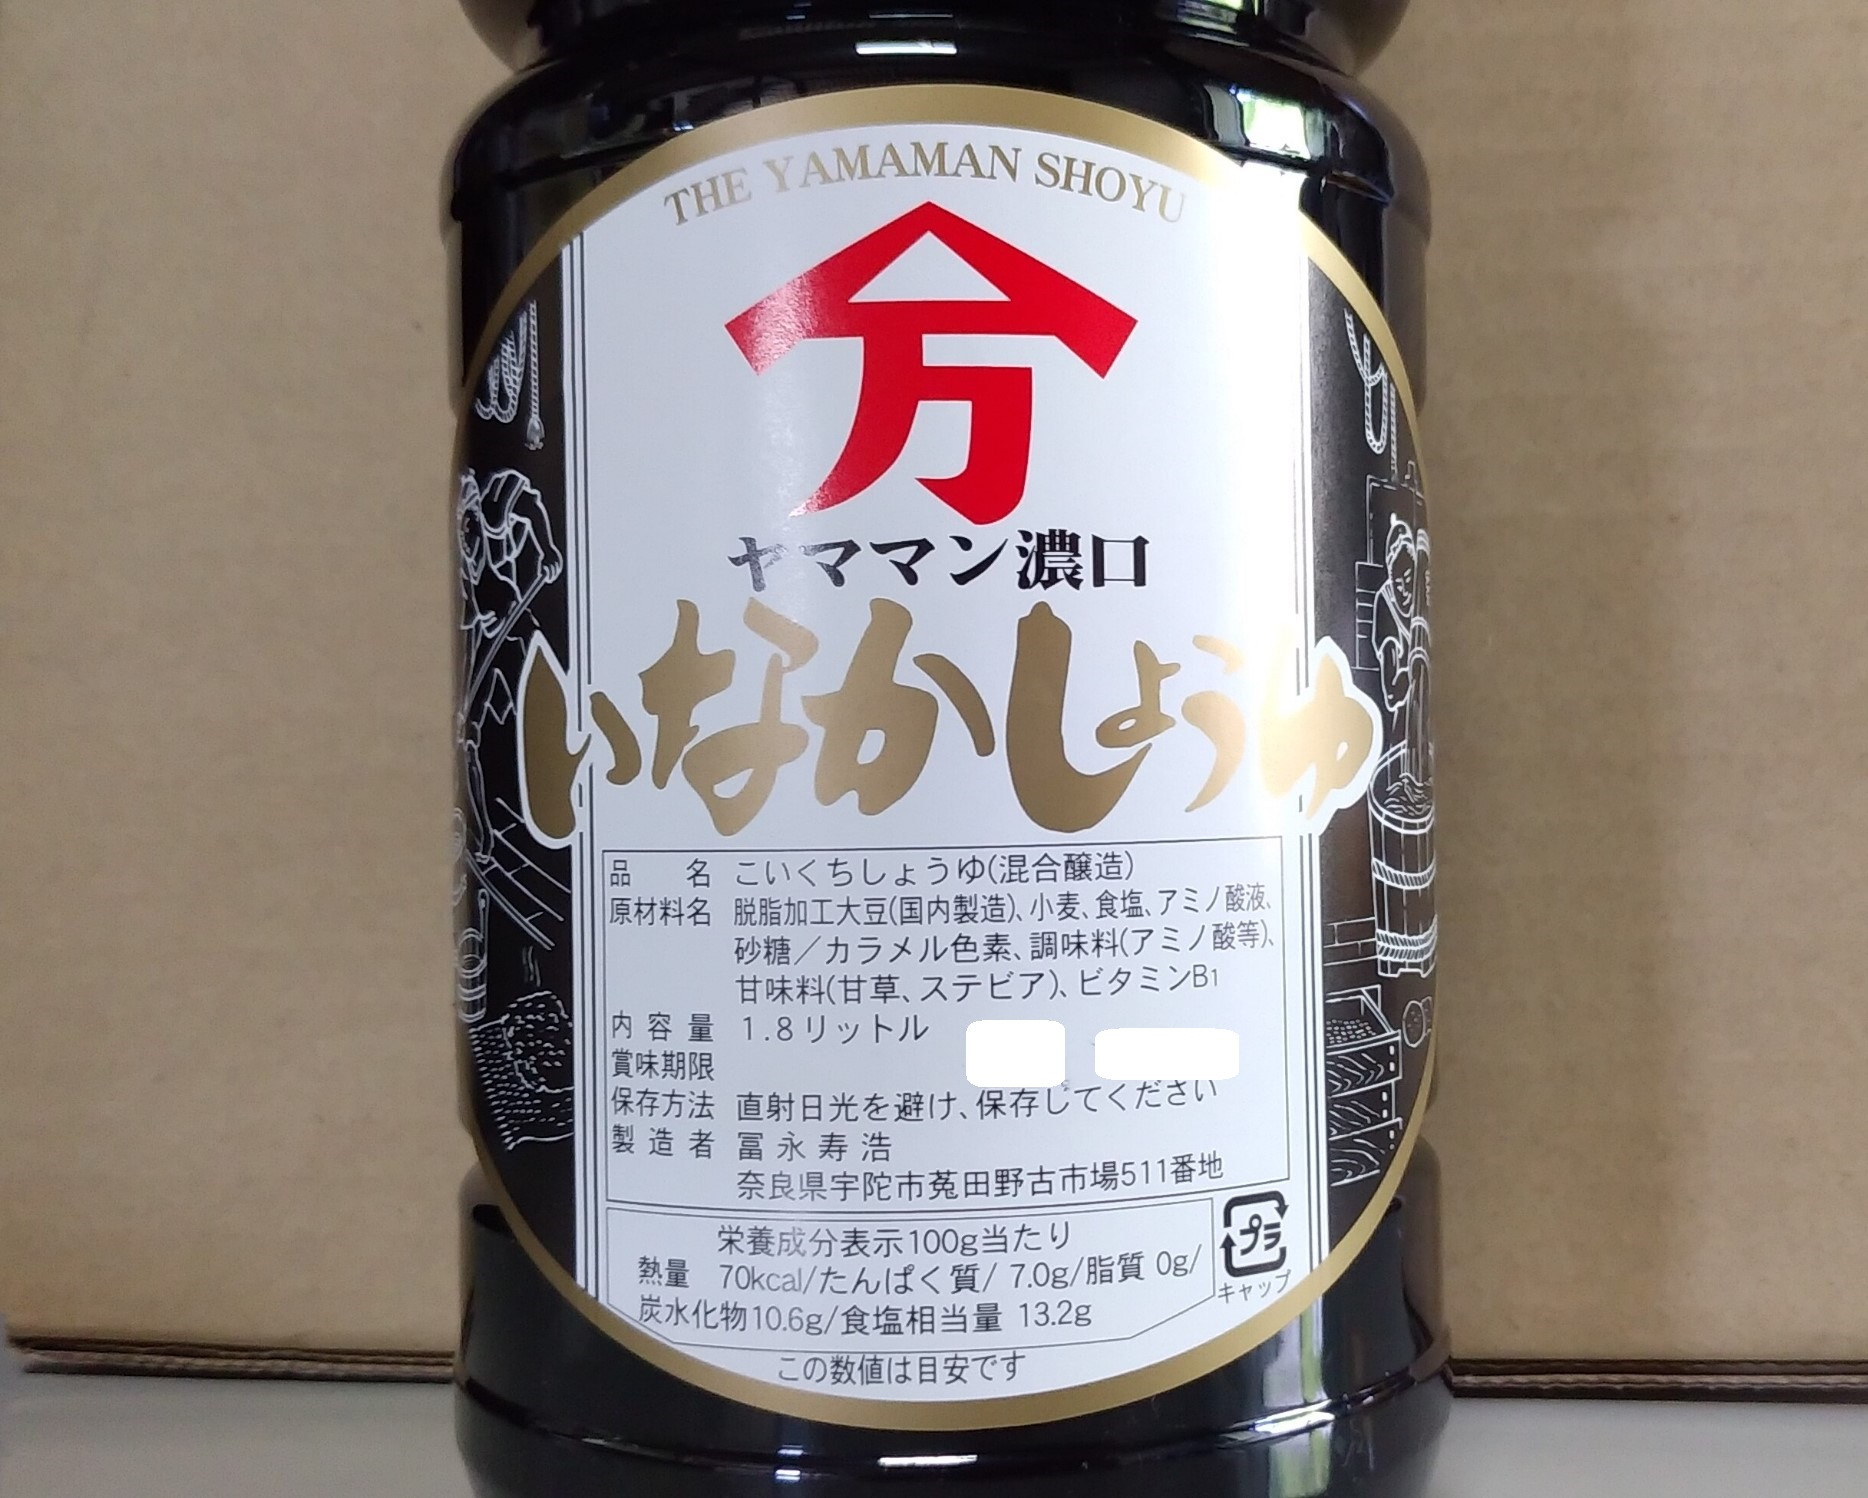 THE YAMAMAN SHOYU
万
ヤママン濃口
いなかしょうゆ
品名 こいくちしょうゆ(混合醸造)
原材料名 脱脂加工大豆(国内製造)、小麦、食塩、アミノ酸液、
砂糖／カラメル色素、調味料(アミノ酸等)、
甘味料(甘草、ステビア)、ビタミンB1
内容量 1.8リットル
賞味期限
保存方法 直射日光を避け、保存してください
製造者 冨永寿浩
奈良県宇陀市菟田野古市場511番地
栄養成分表示100g当たり
熱量 70kcal/たんぱく質/ 7.0g/脂質 0g/
炭水化物10.6g/食塩相当量 13.2g
この数値は目安です
プラ
キャップ